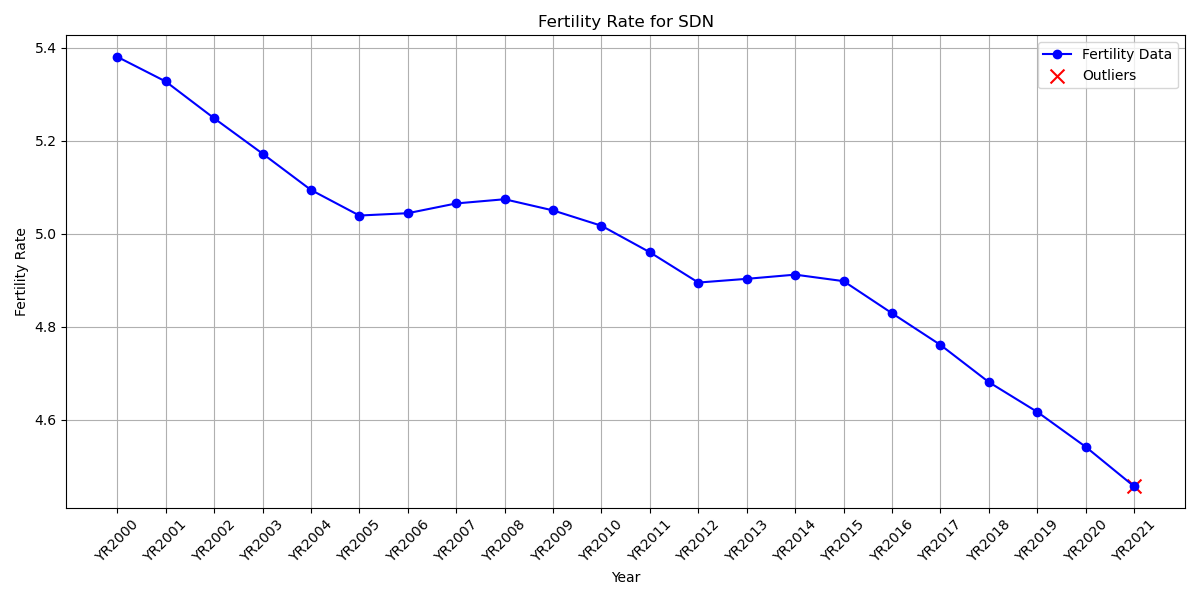 Fertility Rate for SDN
Fertility Data
Outliers
Fertility Rate
5.4
5.2
5.0
4.8
4.6
YR2000
YR2001
YR2002
YR2003
YR2004
YR2005
YR2006
YR2007
YR2008
YR2009
YR2010
YR2011
YR2012
YR2013
YR2014
YR2015
YR2016
YR2017
YR2018
YR2019
YR2020
YR2021
Year